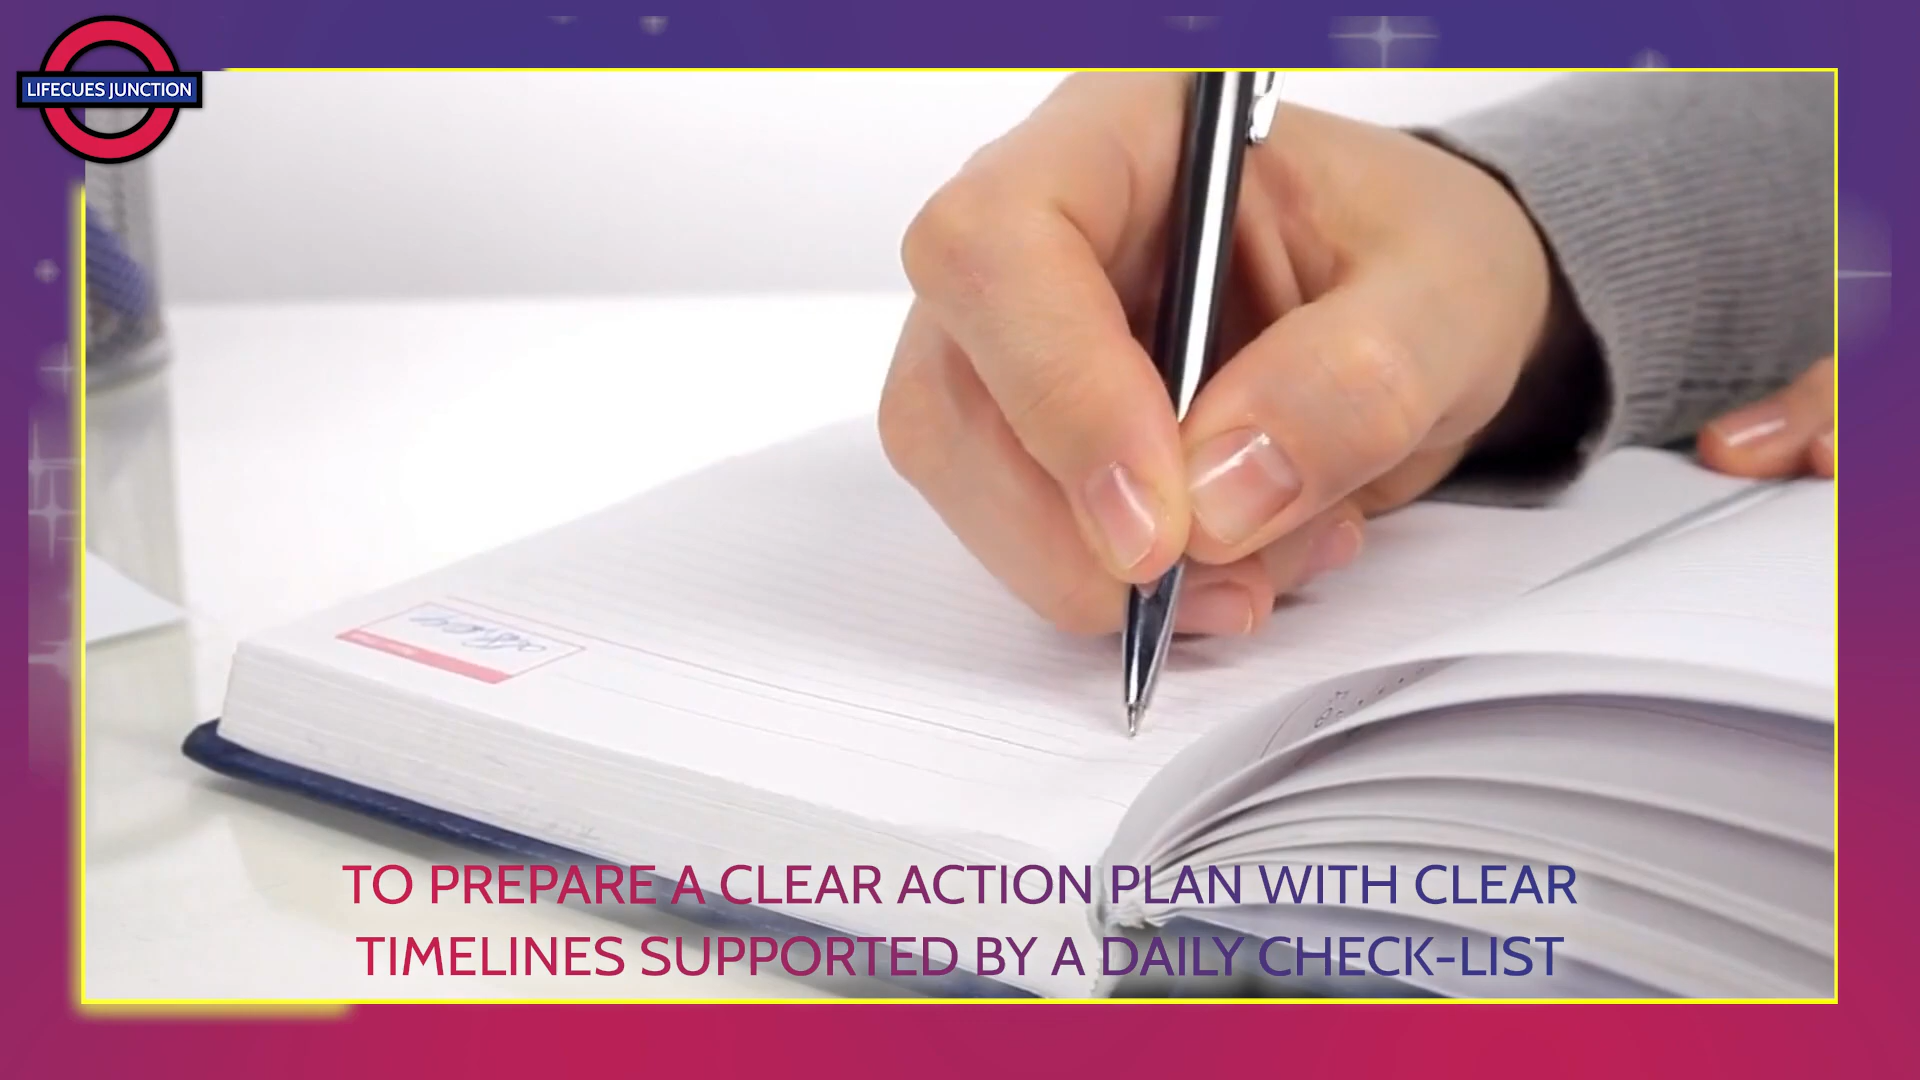 LIFECUES JUNCTION
TO PREPARE A CLEAR ACTION PLAN WITH CLEAR
TIMELINES SUPPORTED BY A DAILY CHECK-LIST